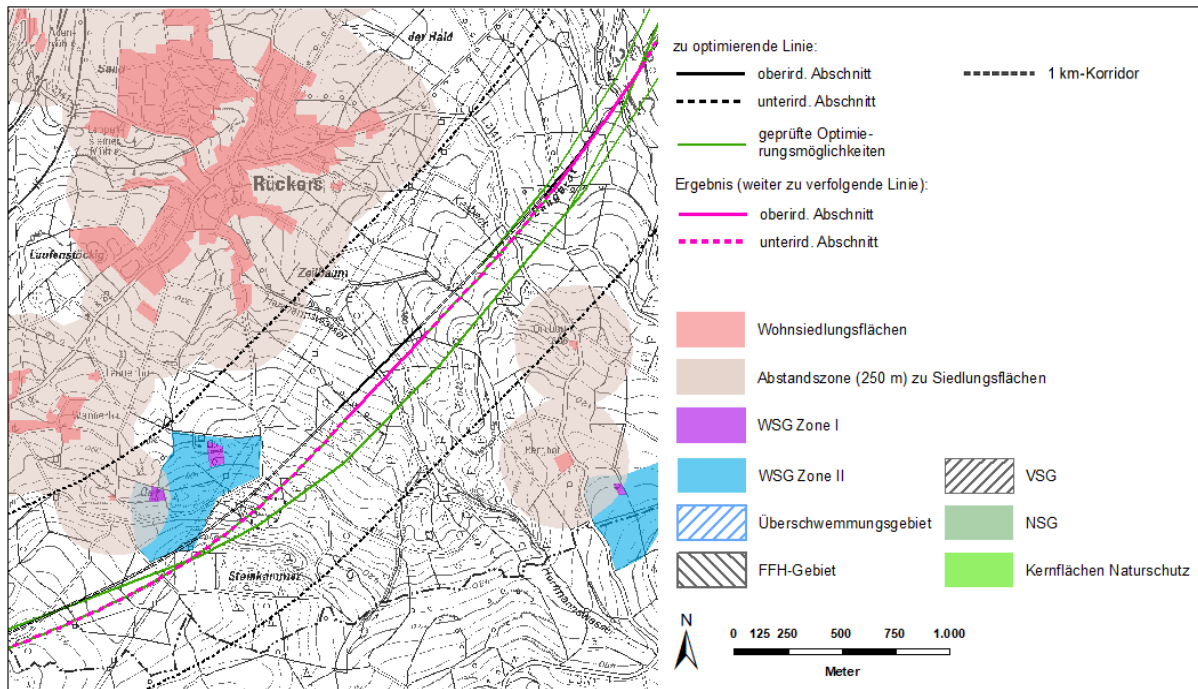 der Hald
Sand
Rückers
Zeilbaum
Steinkammer
zu optimierende Linie:
oberird. Abschnitt
1 km-Korridor
unterird. Abschnitt
geprüfte Optimie-
rungsmöglichkeiten
Ergebnis (weiter zu verfolgende Linie):
oberird. Abschnitt
unterird. Abschnitt
Wohnsiedlungsflächen
Abstandszone (250 m) zu Siedlungsflächen
WSG Zone I
WSG Zone II
VSG
Überschwemmungsgebiet
NSG
FFH-Gebiet
Kernflächen Naturschutz
N
0 125 250 500 750 1.000
Meter